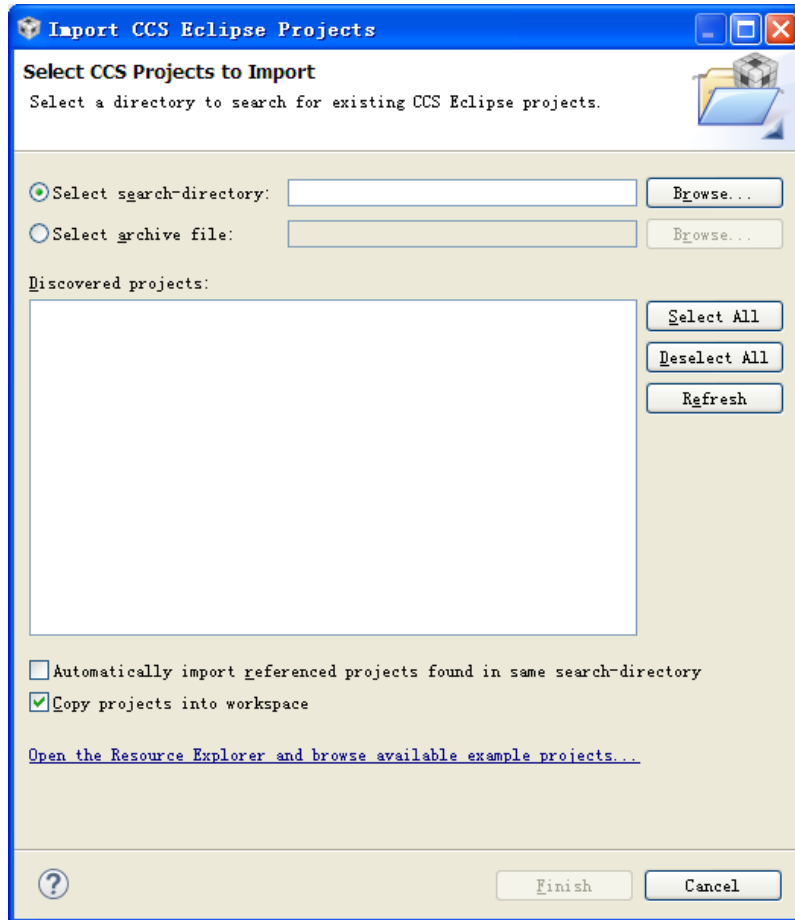 Import CCS Eclipse Projects
Select CCS Projects to Import
Select a directory to search for existing CCS Eclipse projects.
Select search-directory: Browse...
Select archive file: Browse...
Discovered projects:
Select All
Deselect All
Refresh
Automatically import referenced projects found in same search-directory
Copy projects into workspace
Open the Resource Explorer and browse available example projects...
? Finish Cancel